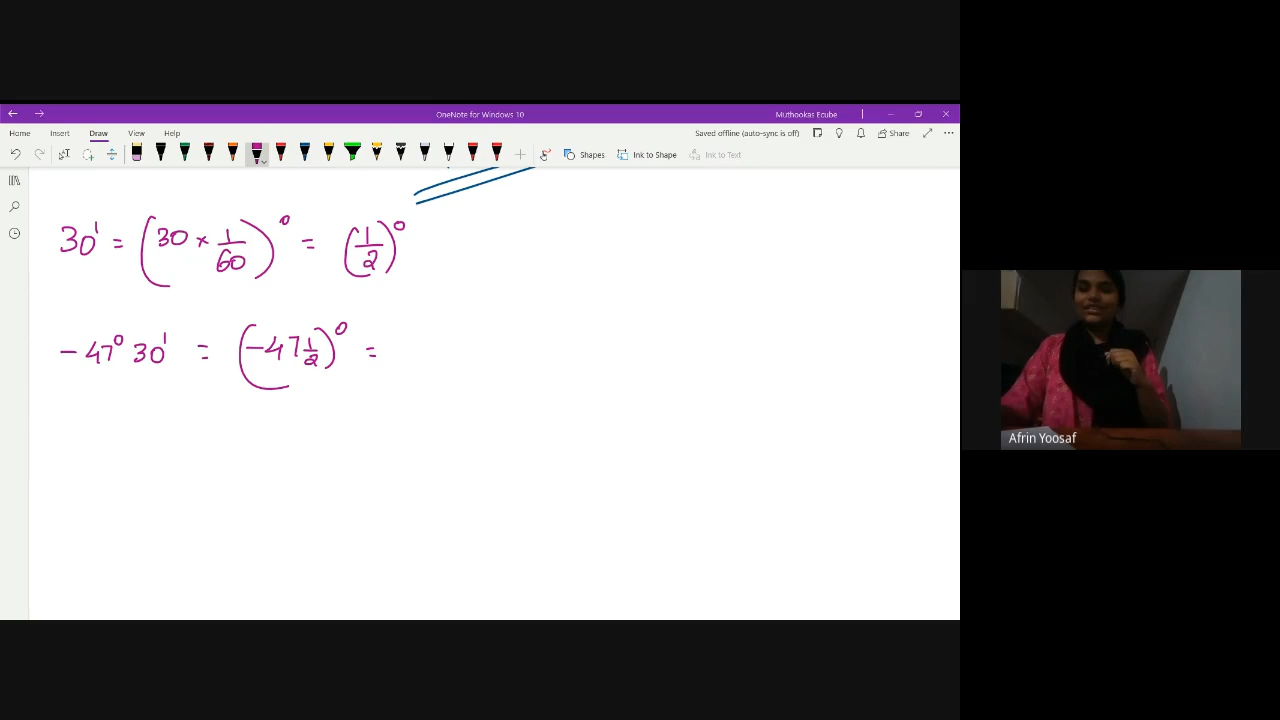 OneNote for Windows 10
Muthookas Ecube
Home Insert Draw View Help
Saved offline (auto-sync is off) Share
Shapes Ink to Shape Ink to Text
30' = (30 × 1/60)° = (1/2)°
-47° 30' = (-47 1/2)° =
Afrin Yoosaf